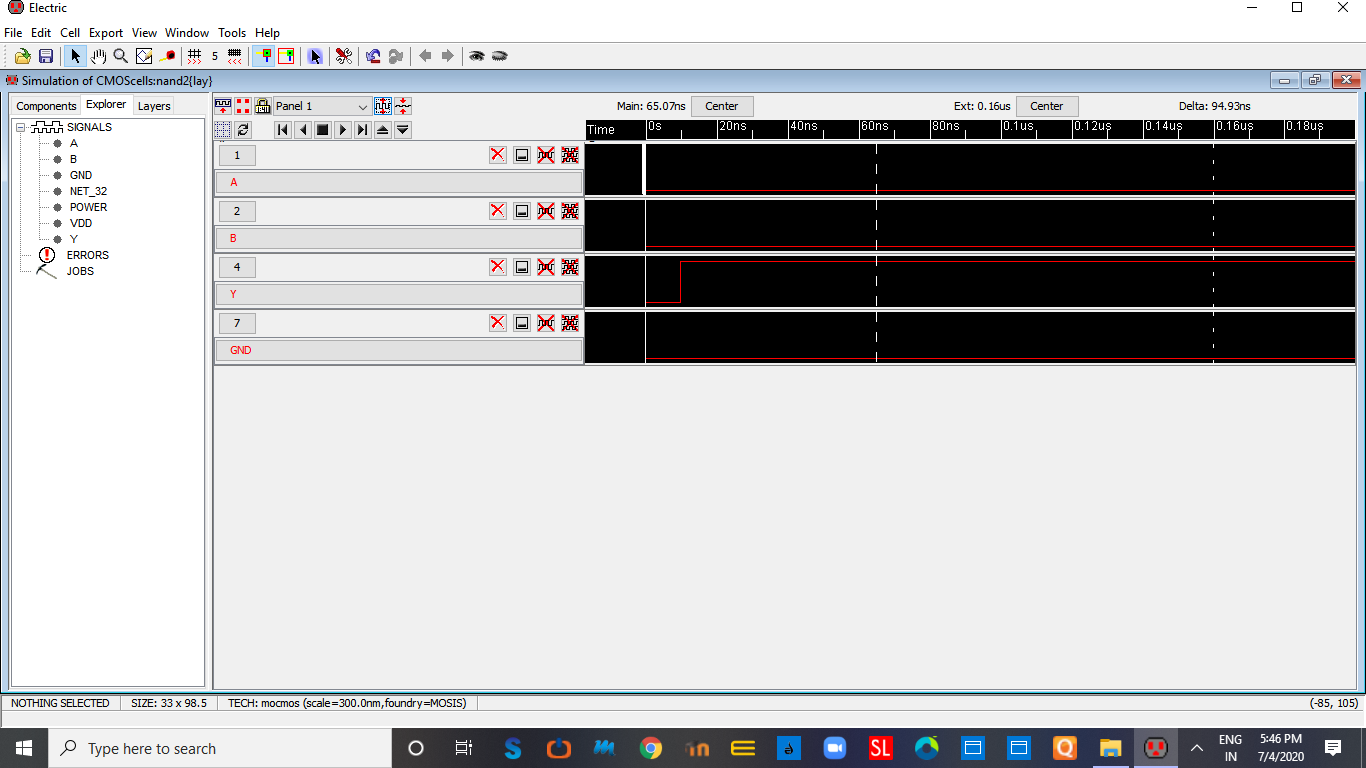 Electric
File Edit Cell Export View Window Tools Help
5
Simulation of CMOScells:nand2{lay}
Components Explorer Layers
Panel 1 Main: 65.07ns Center Ext: 0.16us Center Delta: 94.93ns
Time 0s 20ns 40ns 60ns 80ns 0.1us 0.12us 0.14us 0.16us 0.18us
SIGNALS
A
B
GND
NET_32
POWER
VDD
Y
ERRORS
JOBS
1
A
2
B
4
Y
7
GND
NOTHING SELECTED SIZE: 33 x 98.5 TECH: mocmos (scale=300.0nm,foundry=MOSIS) (-85, 105)
Type here to search
in
SL
Q
ENG
IN
5:46 PM
7/4/2020